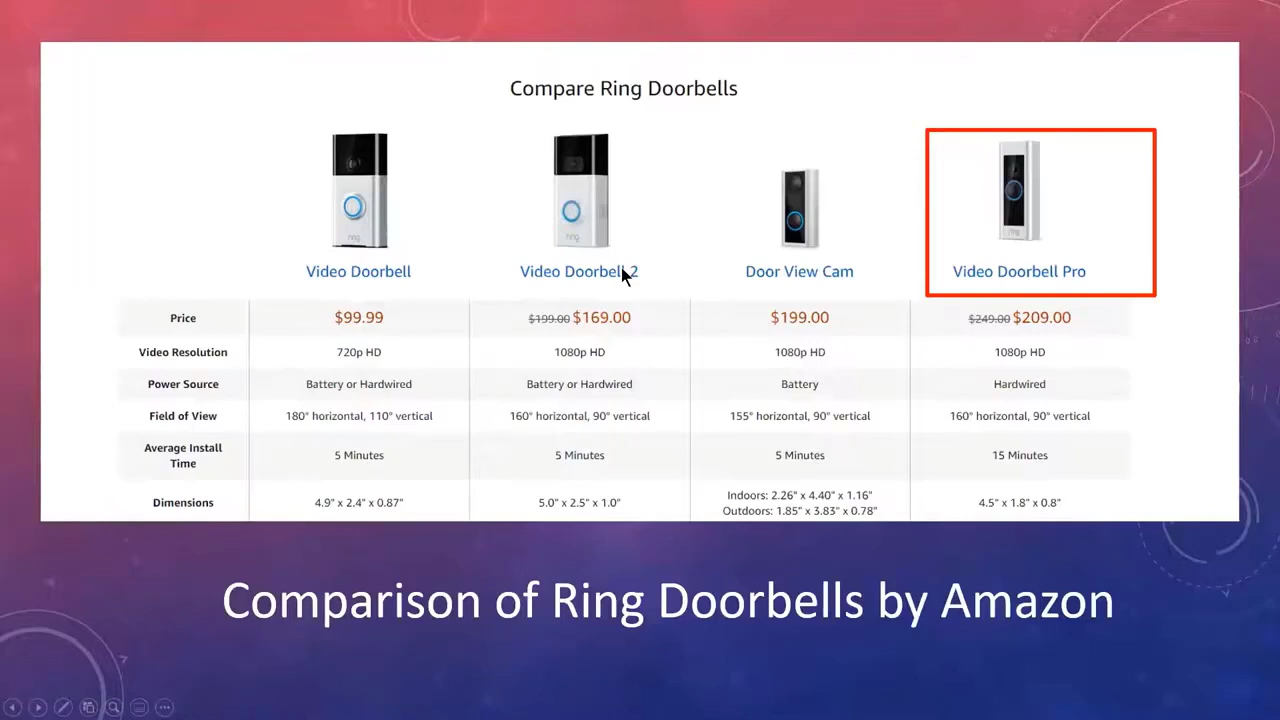 Compare Ring Doorbells
ring ring ring
Video Doorbell Video Doorbell 2 Door View Cam Video Doorbell Pro
Price $99.99 $199.00 $169.00 $199.00 $249.00 $209.00
Video Resolution 720p HD 1080p HD 1080p HD 1080p HD
Power Source Battery or Hardwired Battery or Hardwired Battery Hardwired
Field of View 180° horizontal, 110° vertical 160° horizontal, 90° vertical 155° horizontal, 90° vertical 160° horizontal, 90° vertical
Average Install
Time 5 Minutes 5 Minutes 5 Minutes 15 Minutes
Dimensions 4.9" x 2.4" x 0.87" 5.0" x 2.5" x 1.0" Indoors: 2.26" x 4.40" x 1.16" 4.5" x 1.8" x 0.8"
Outdoors: 1.85" x 3.83" x 0.78"
Comparison of Ring Doorbells by Amazon